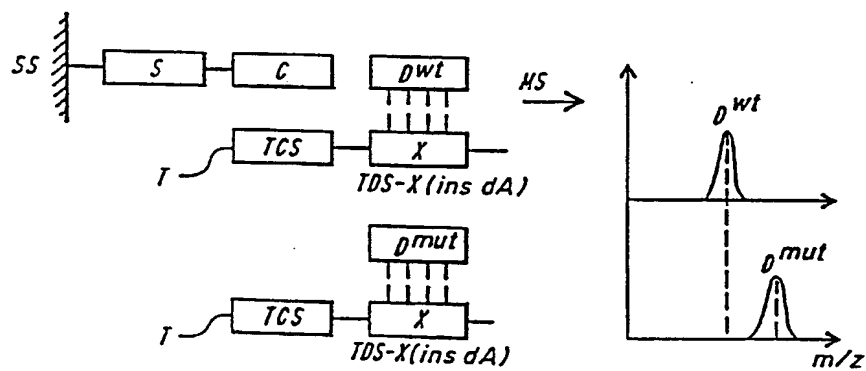 SS S C D wt MS
T TCS X
TDS-X(ins dA)
D mut
T TCS X
TDS-X(ins dA)
D wt
D mut
m/z